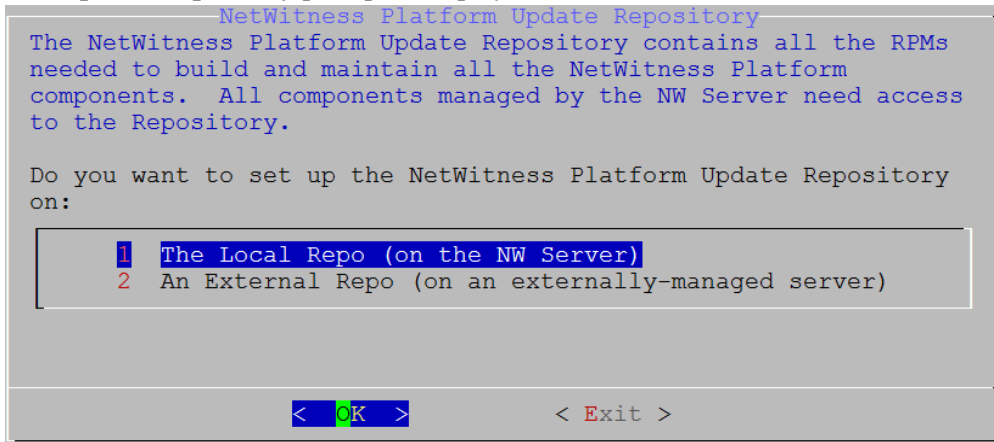 NetWitness Platform Update Repository
The NetWitness Platform Update Repository contains all the RPMs
needed to build and maintain all the NetWitness Platform
components.  All components managed by the NW Server need access
to the Repository.
Do you want to set up the NetWitness Platform Update Repository
on:
1  The Local Repo (on the NW Server)
2  An External Repo (on an externally-managed server)
<  OK  >  < Exit >